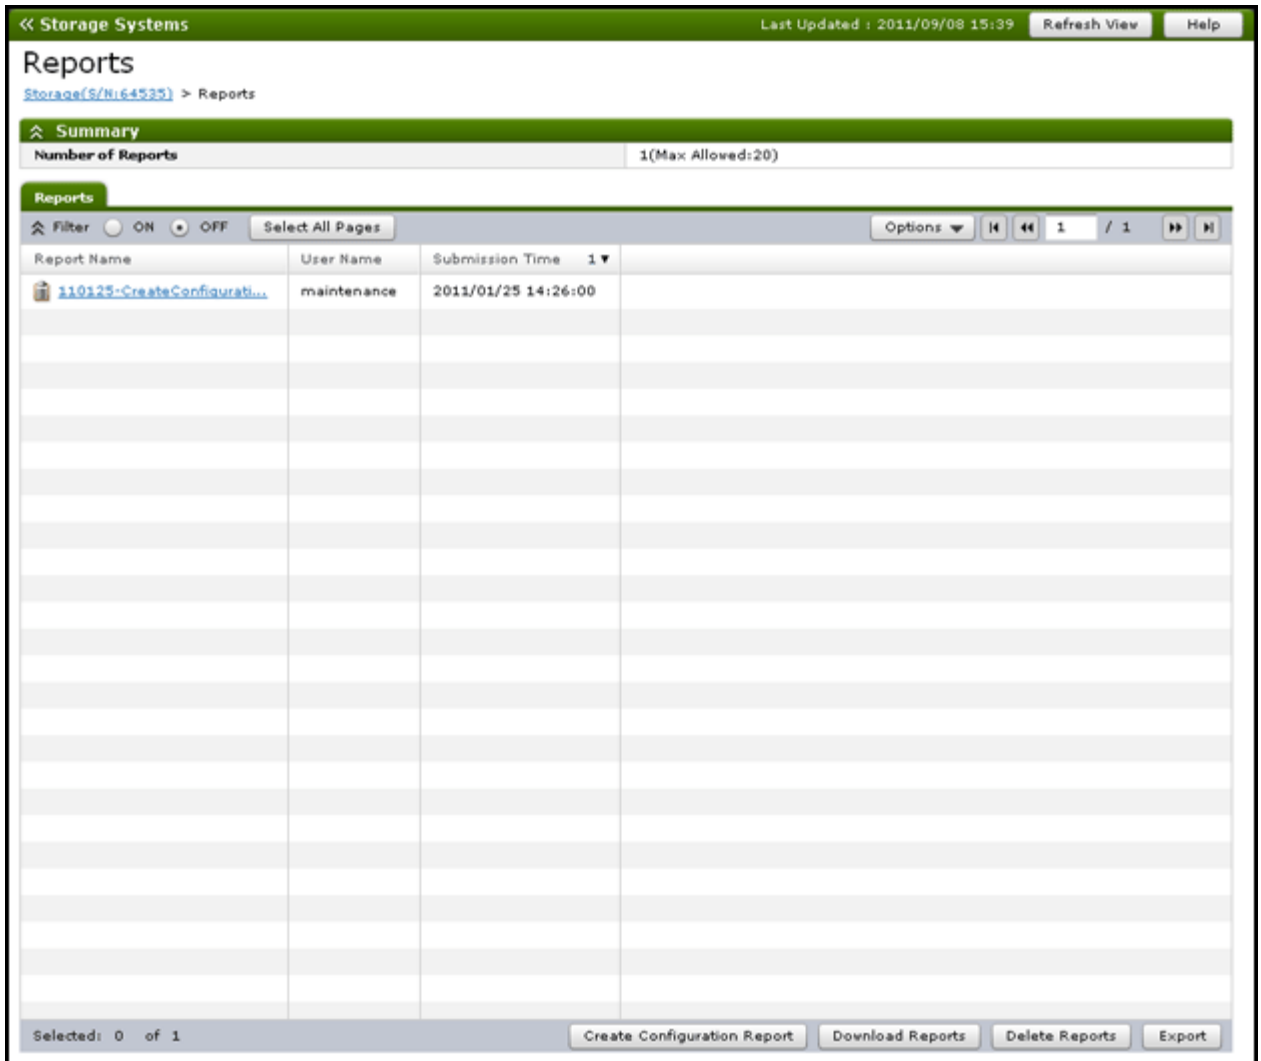 Storage Systems Last Updated : 2011/09/08 15:39 Refresh View Help
Reports
Storage(S/N:64535) > Reports
Summary
Number of Reports 1(Max Allowed:20)
Reports
Filter ON OFF Select All Pages Options 1 / 1
Report Name User Name Submission Time 1
110125-CreateConfigurati... maintenance 2011/01/25 14:26:00
Selected: 0 of 1 Create Configuration Report Download Reports Delete Reports Export